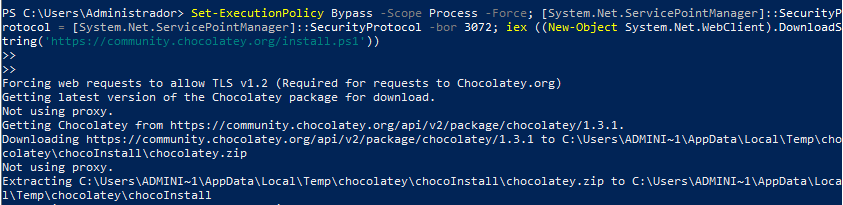 PS C:\Users\Administrador> Set-ExecutionPolicy Bypass -Scope Process -Force; [System.Net.ServicePointManager]::SecurityP
rotocol = [System.Net.ServicePointManager]::SecurityProtocol -bor 3072; iex ((New-Object System.Net.WebClient).DownloadS
tring('https://community.chocolatey.org/install.ps1'))
>>
>>
Forcing web requests to allow TLS v1.2 (Required for requests to Chocolatey.org)
Getting latest version of the Chocolatey package for download.
Not using proxy.
Getting Chocolatey from https://community.chocolatey.org/api/v2/package/chocolatey/1.3.1.
Downloading https://community.chocolatey.org/api/v2/package/chocolatey/1.3.1 to C:\Users\ADMINI~1\AppData\Local\Temp\cho
colatey\chocoInstall\chocolatey.zip
Not using proxy.
Extracting C:\Users\ADMINI~1\AppData\Local\Temp\chocolatey\chocoInstall\chocolatey.zip to C:\Users\ADMINI~1\AppData\Loca
l\Temp\chocolatey\chocoInstall